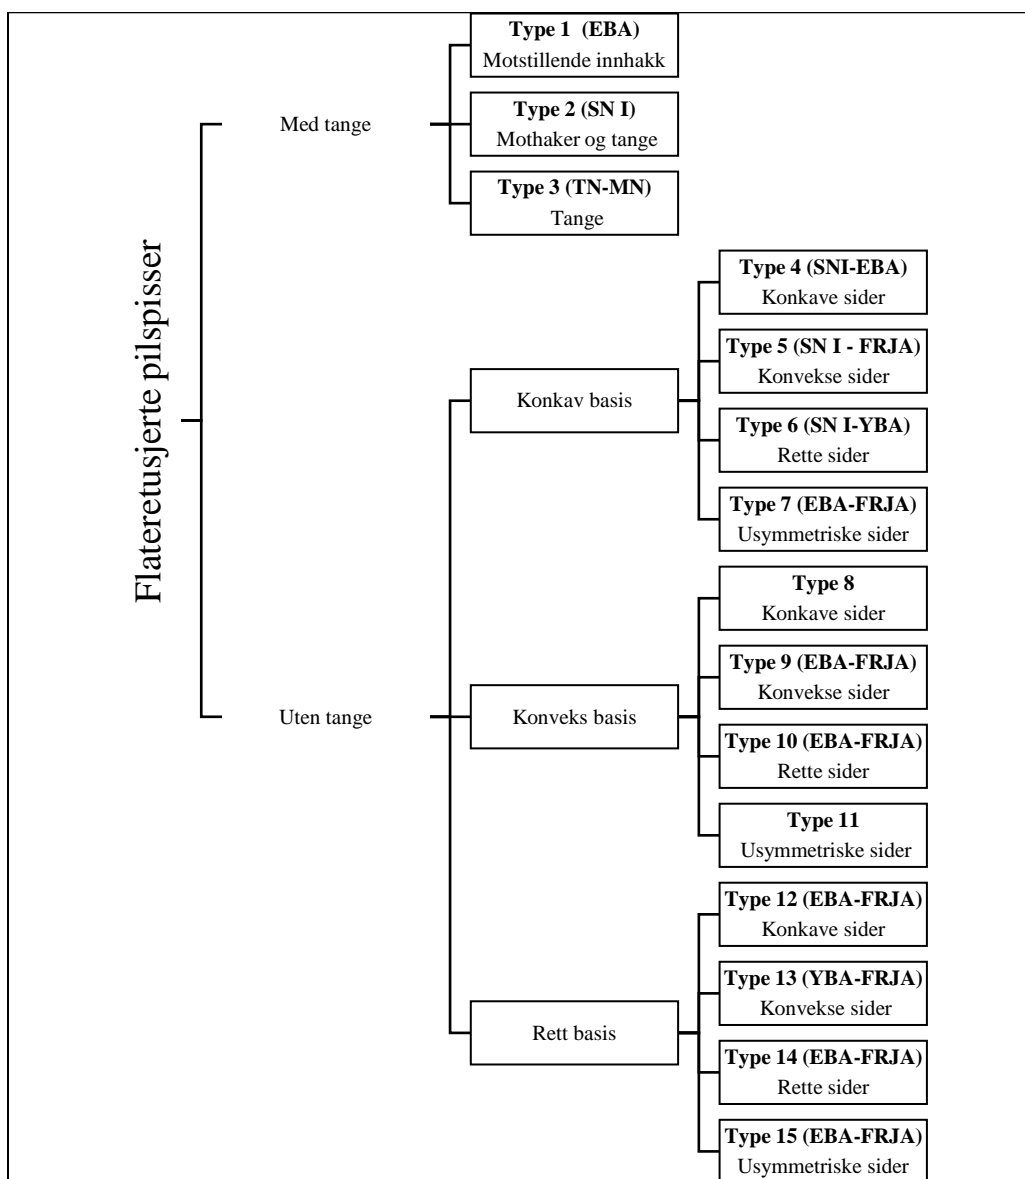 Flateretusjerte pilspisser
Med tange
Type 1  (EBA)
Motstillende innhakk
Type 2 (SN I)
Mothaker og tange
Type 3 (TN-MN)
Tange
Uten tange
Konkav basis
Type 4 (SNI-EBA)
Konkave sider
Type 5 (SN I - FRJA)
Konvekse sider
Type 6 (SN I-YBA)
Rette sider
Type 7 (EBA-FRJA)
Usymmetriske sider
Konveks basis
Type 8
Konkave sider
Type 9 (EBA-FRJA)
Konvekse sider
Type 10 (EBA-FRJA)
Rette sider
Type 11
Usymmetriske sider
Rett basis
Type 12 (EBA-FRJA)
Konkave sider
Type 13 (YBA-FRJA)
Konvekse sider
Type 14 (EBA-FRJA)
Rette sider
Type 15 (EBA-FRJA)
Usymmetriske sider